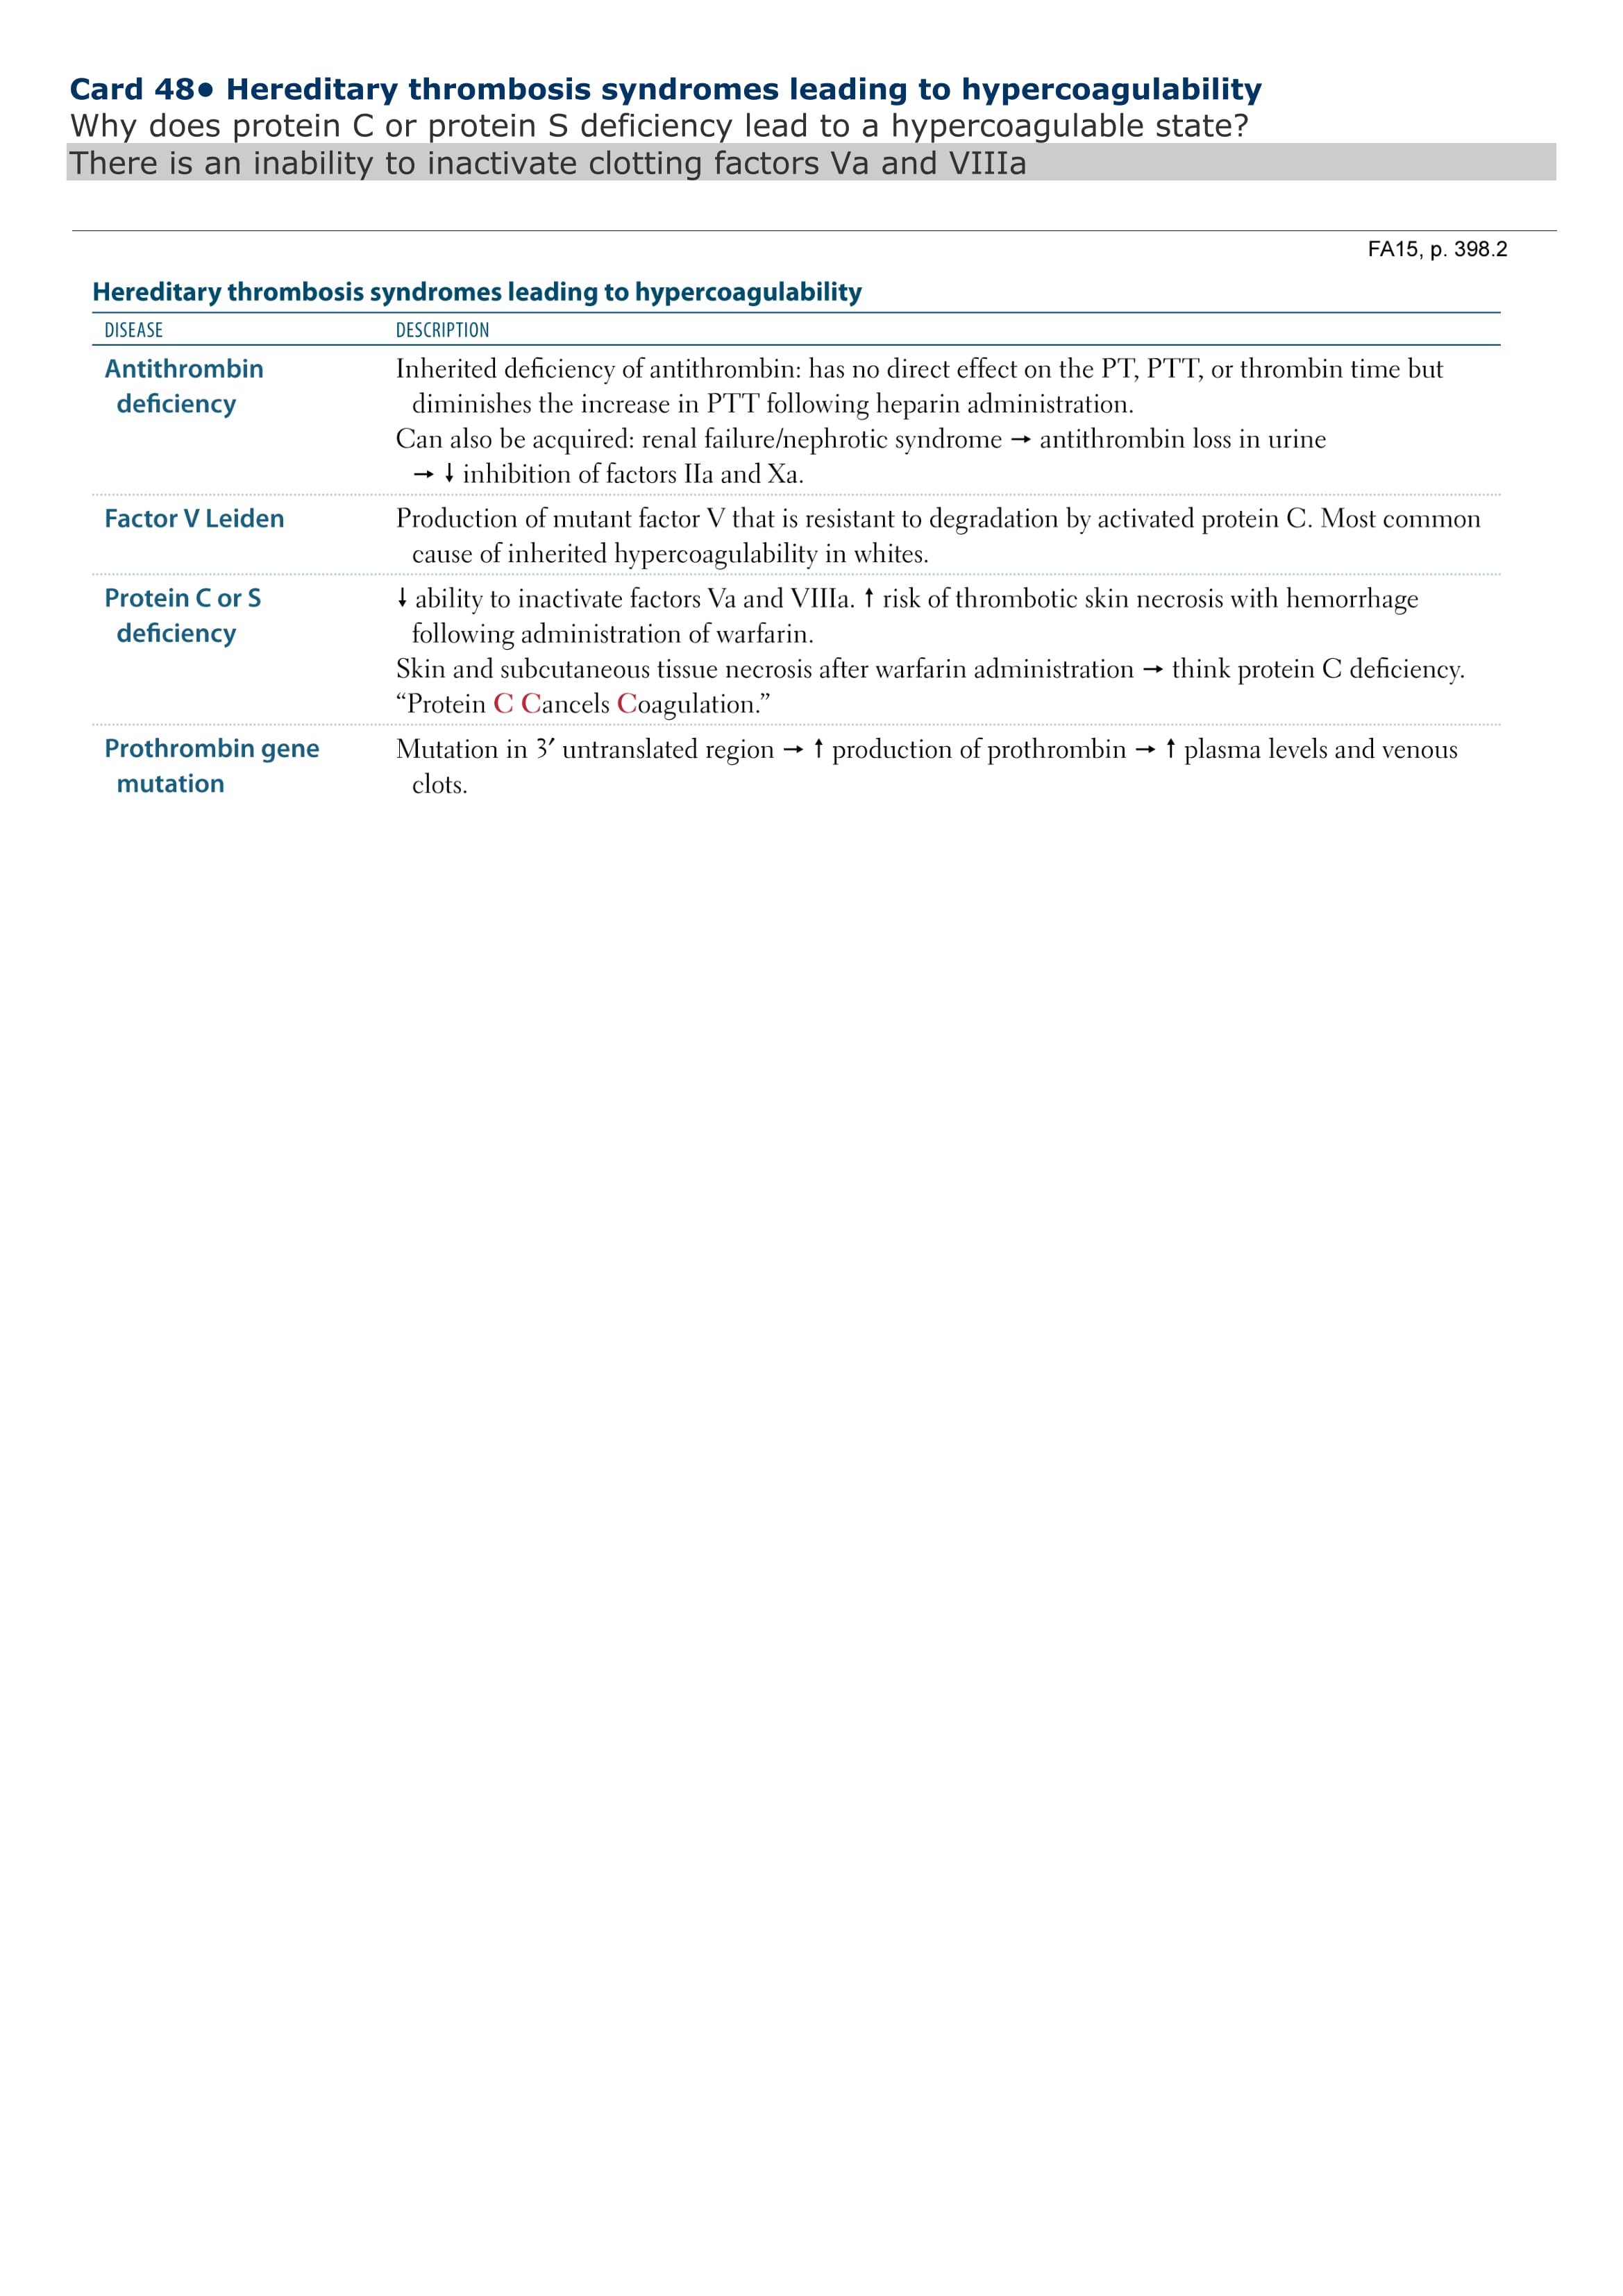 Card 48• Hereditary thrombosis syndromes leading to hypercoagulability
Why does protein C or protein S deficiency lead to a hypercoagulable state?
There is an inability to inactivate clotting factors Va and VIIIa
FA15, p. 398.2
Hereditary thrombosis syndromes leading to hypercoagulability
DISEASE DESCRIPTION
Antithrombin deficiency
Inherited deficiency of antithrombin: has no direct effect on the PT, PTT, or thrombin time but
diminishes the increase in PTT following heparin administration.
Can also be acquired: renal failure/nephrotic syndrome → antithrombin loss in urine
→ ↓ inhibition of factors IIa and Xa.
Factor V Leiden
Production of mutant factor V that is resistant to degradation by activated protein C. Most common
cause of inherited hypercoagulability in whites.
Protein C or S deficiency
↓ ability to inactivate factors Va and VIIIa. ↑ risk of thrombotic skin necrosis with hemorrhage
following administration of warfarin.
Skin and subcutaneous tissue necrosis after warfarin administration → think protein C deficiency.
“Protein C Cancels Coagulation.”
Prothrombin gene mutation
Mutation in 3′ untranslated region → ↑ production of prothrombin → ↑ plasma levels and venous
clots.